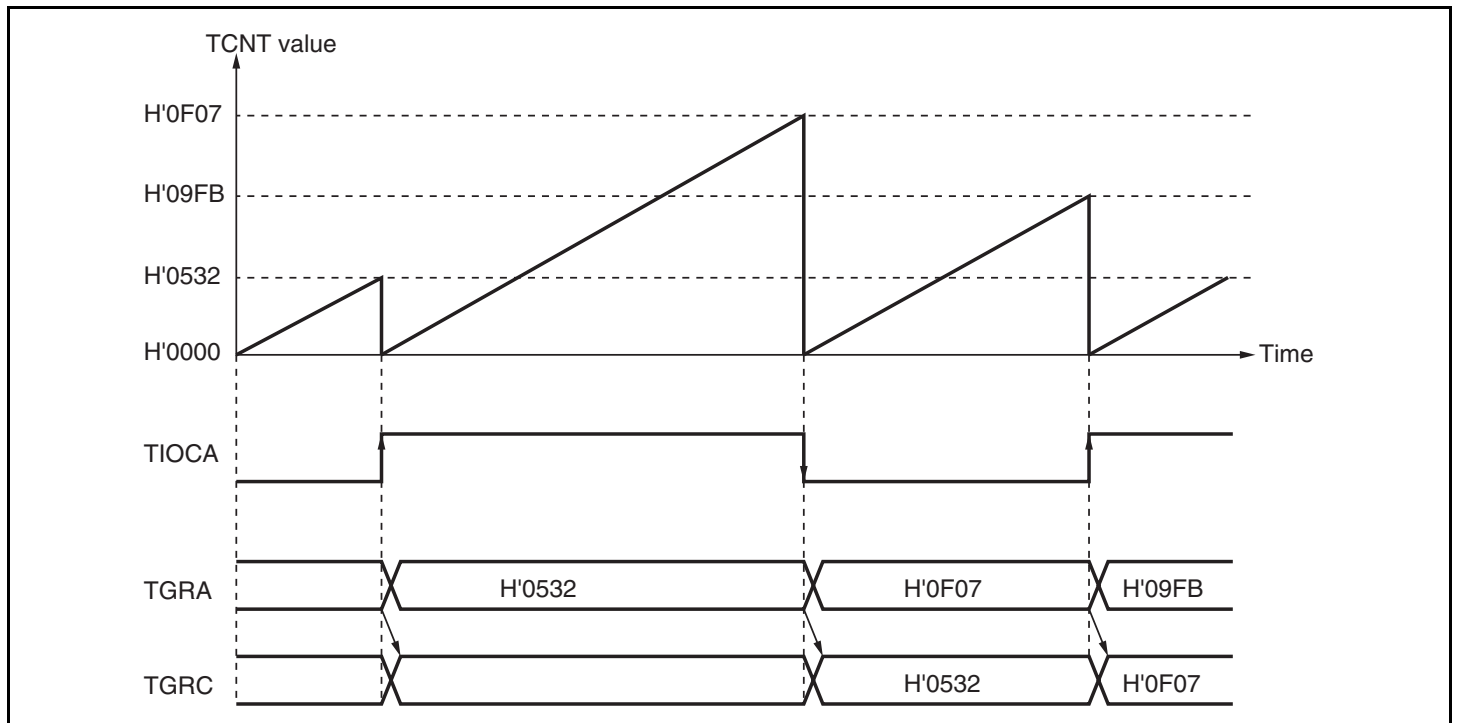 TCNT value
H'0F07
H'09FB
H'0532
H'0000
Time
TIOCA
TGRA
H'0532
H'0F07
H'09FB
TGRC
H'0532
H'0F07